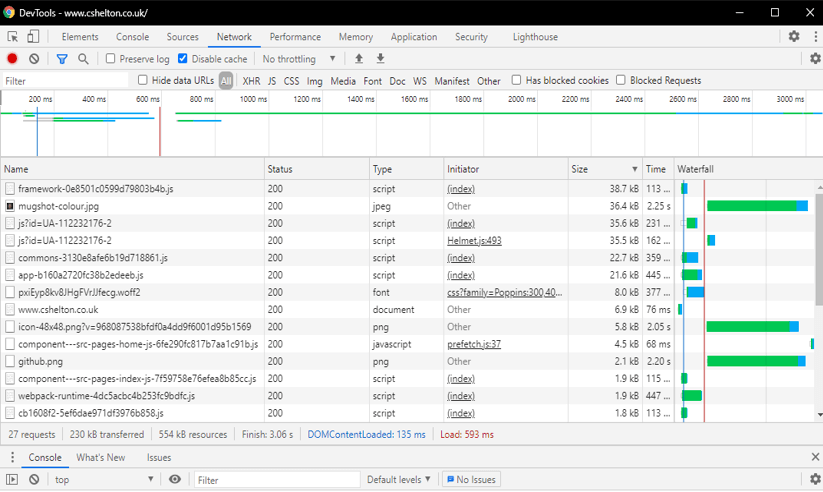 DevTools - www.cshelton.co.uk/
Elements Console Sources Network Performance Memory Application Security Lighthouse
Preserve log Disable cache No throttling
Filter Hide data URLs All XHR JS CSS Img Media Font Doc WS Manifest Other Has blocked cookies Blocked Requests
200 ms 400 ms 600 ms 800 ms 1000 ms 1200 ms 1400 ms 1600 ms 1800 ms 2000 ms 2200 ms 2400 ms 2600 ms 2800 ms 3000 ms
Name Status Type Initiator Size Time Waterfall
framework-0e8501c0599d79803b4b.js 200 script (index) 38.7 kB 113 ...
mugshot-colour.jpg 200 jpeg Other 36.4 kB 2.25 s
js?id=UA-112232176-2 200 script (index) 35.6 kB 231 ...
js?id=UA-112232176-2 200 script Helmet.js:493 35.5 kB 162 ...
commons-3130e8afe6b19d718861.js 200 script (index) 22.7 kB 359 ...
app-b160a2720fc38b2edeeb.js 200 script (index) 21.6 kB 445 ...
pxiEyp8kv8JHgFVrJJfecg.woff2 200 font css?family=Poppins:300,40... 8.0 kB 377 ...
www.cshelton.co.uk 200 document Other 6.9 kB 76 ms
icon-48x48.png?v=968087538bfdf0a4dd9f6001d95b1569 200 png Other 5.8 kB 2.05 s
component---src-pages-home-js-6fe290fc817b7aa1c91b.js 200 javascript prefetch.js:37 4.5 kB 68 ms
github.png 200 png Other 2.1 kB 2.20 s
component---src-pages-index-js-7f59758e76efea8b85cc.js 200 script (index) 1.9 kB 115 ...
webpack-runtime-4dc5acbc4b253fc9bdfc.js 200 script (index) 1.9 kB 447 ...
cb1608f2-5ef6dae971df3976b858.js 200 script (index) 1.8 kB 113 ...
27 requests 230 kB transferred 554 kB resources Finish: 3.06 s DOMContentLoaded: 135 ms Load: 593 ms
Console What's New Issues
top Filter Default levels No Issues